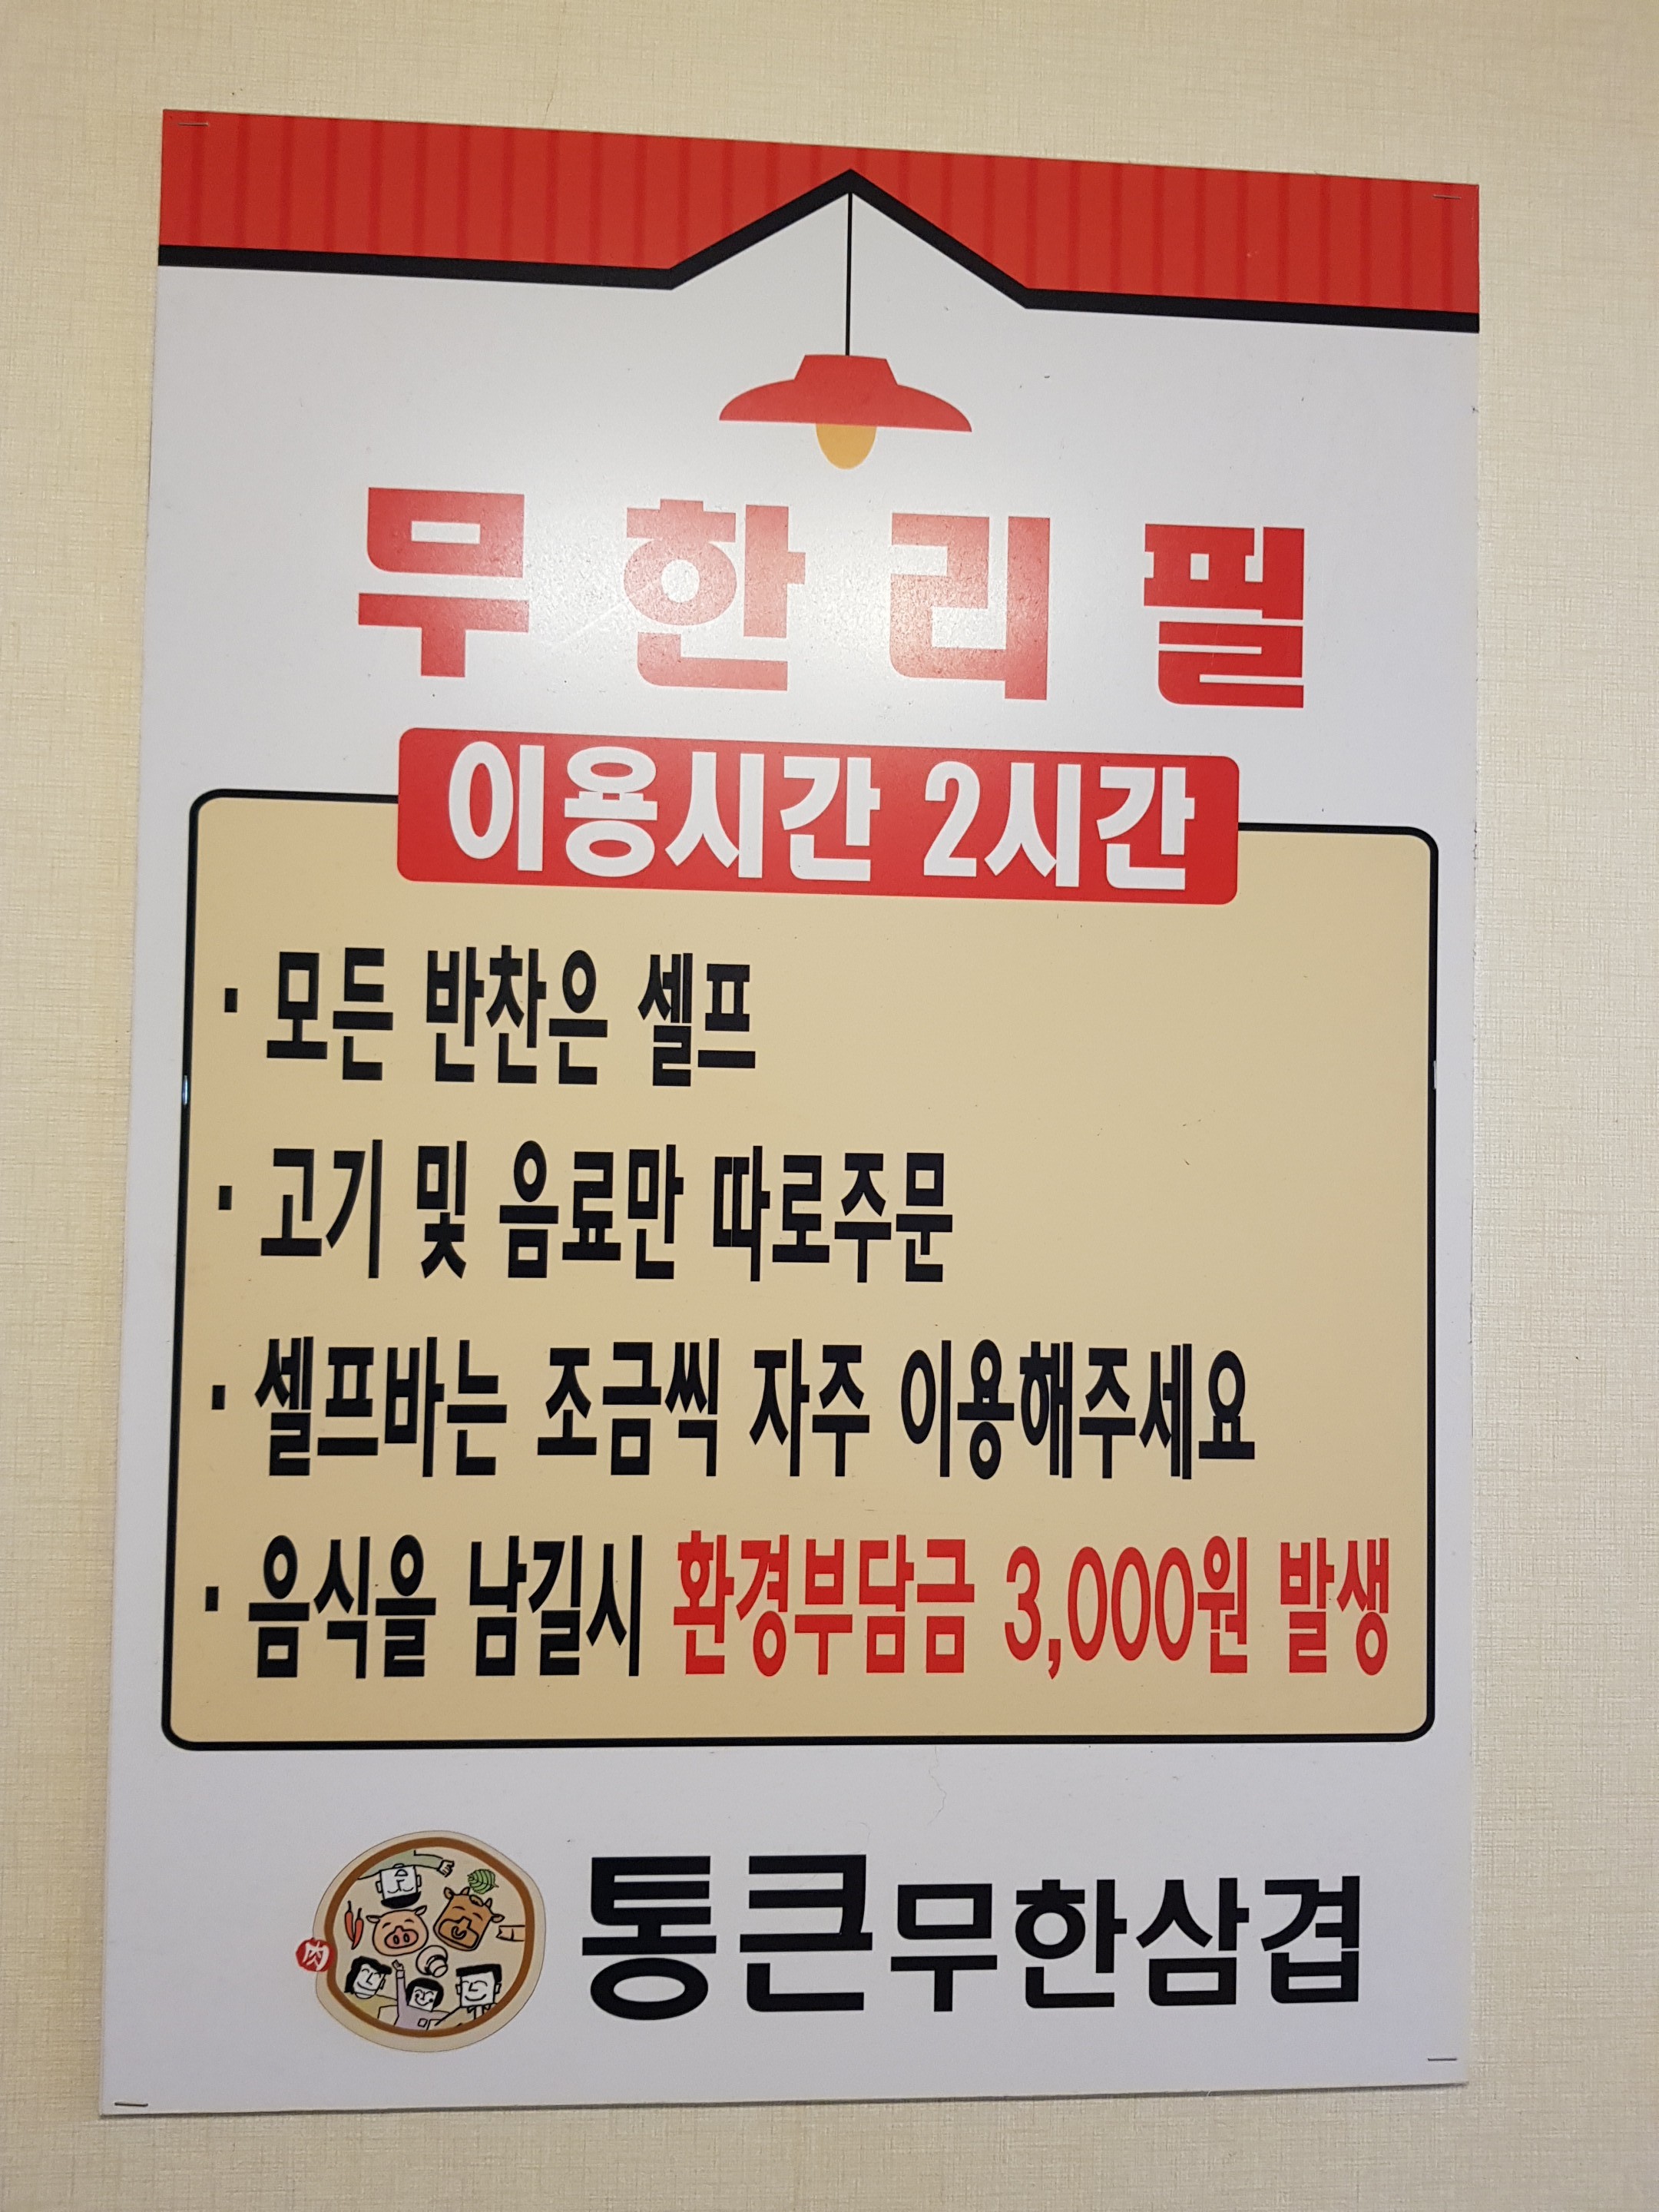 무한리필
이용시간 2시간
· 모든 반찬은 셀프
· 고기 및 음료만 따로주문
· 셀프바는 조금씩 자주 이용해주세요
· 음식을 남길시 환경부담금 3,000원 발생
肉
통큰무한삼겹